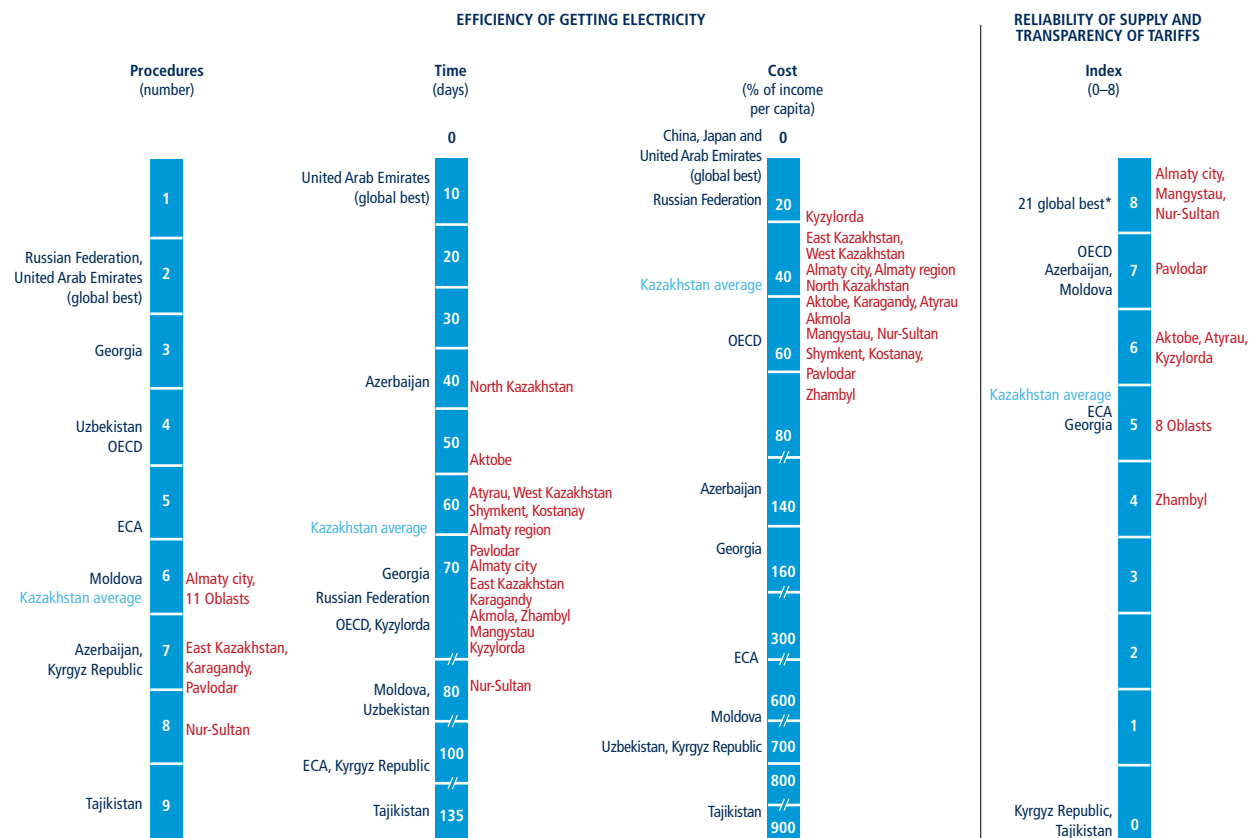 EFFICIENCY OF GETTING ELECTRICITY
RELIABILITY OF SUPPLY AND
TRANSPARENCY OF TARIFFS
Procedures
(number)
1
2
3
4
5
6
7
8
9
Russian Federation,
United Arab Emirates
(global best)
Georgia
Uzbekistan
OECD
ECA
Moldova
Kazakhstan average
Azerbaijan,
Kyrgyz Republic
Tajikistan
Almaty city,
11 Oblasts
East Kazakhstan,
Karagandy,
Pavlodar
Nur-Sultan
Time
(days)
0
10
20
30
40
50
60
70
80
100
135
United Arab Emirates
(global best)
Azerbaijan
Kazakhstan average
Georgia
Russian Federation
OECD, Kyzylorda
Moldova,
Uzbekistan
ECA, Kyrgyz Republic
Tajikistan
North Kazakhstan
Aktobe
Atyrau, West Kazakhstan
Shymkent, Kostanay
Almaty region
Pavlodar
Almaty city
East Kazakhstan
Karagandy
Akmola, Zhambyl
Mangystau
Kyzylorda
Nur-Sultan
Cost
(% of income
per capita)
0
20
40
60
80
140
160
300
600
700
800
900
China, Japan and
United Arab Emirates
(global best)
Russian Federation
Kazakhstan average
OECD
Azerbaijan
Georgia
ECA
Moldova
Uzbekistan, Kyrgyz Republic
Tajikistan
Kyzylorda
East Kazakhstan,
West Kazakhstan
Almaty city, Almaty region
North Kazakhstan
Aktobe, Karagandy, Atyrau
Akmola
Mangystau, Nur-Sultan
Shymkent, Kostanay,
Pavlodar
Zhambyl
Index
(0–8)
8
7
6
5
4
3
2
1
0
21 global best*
OECD
Azerbaijan,
Moldova
Kazakhstan average
ECA
Georgia
Kyrgyz Republic,
Tajikistan
Almaty city,
Mangystau,
Nur-Sultan
Pavlodar
Aktobe, Atyrau,
Kyzylorda
8 Oblasts
Zhambyl